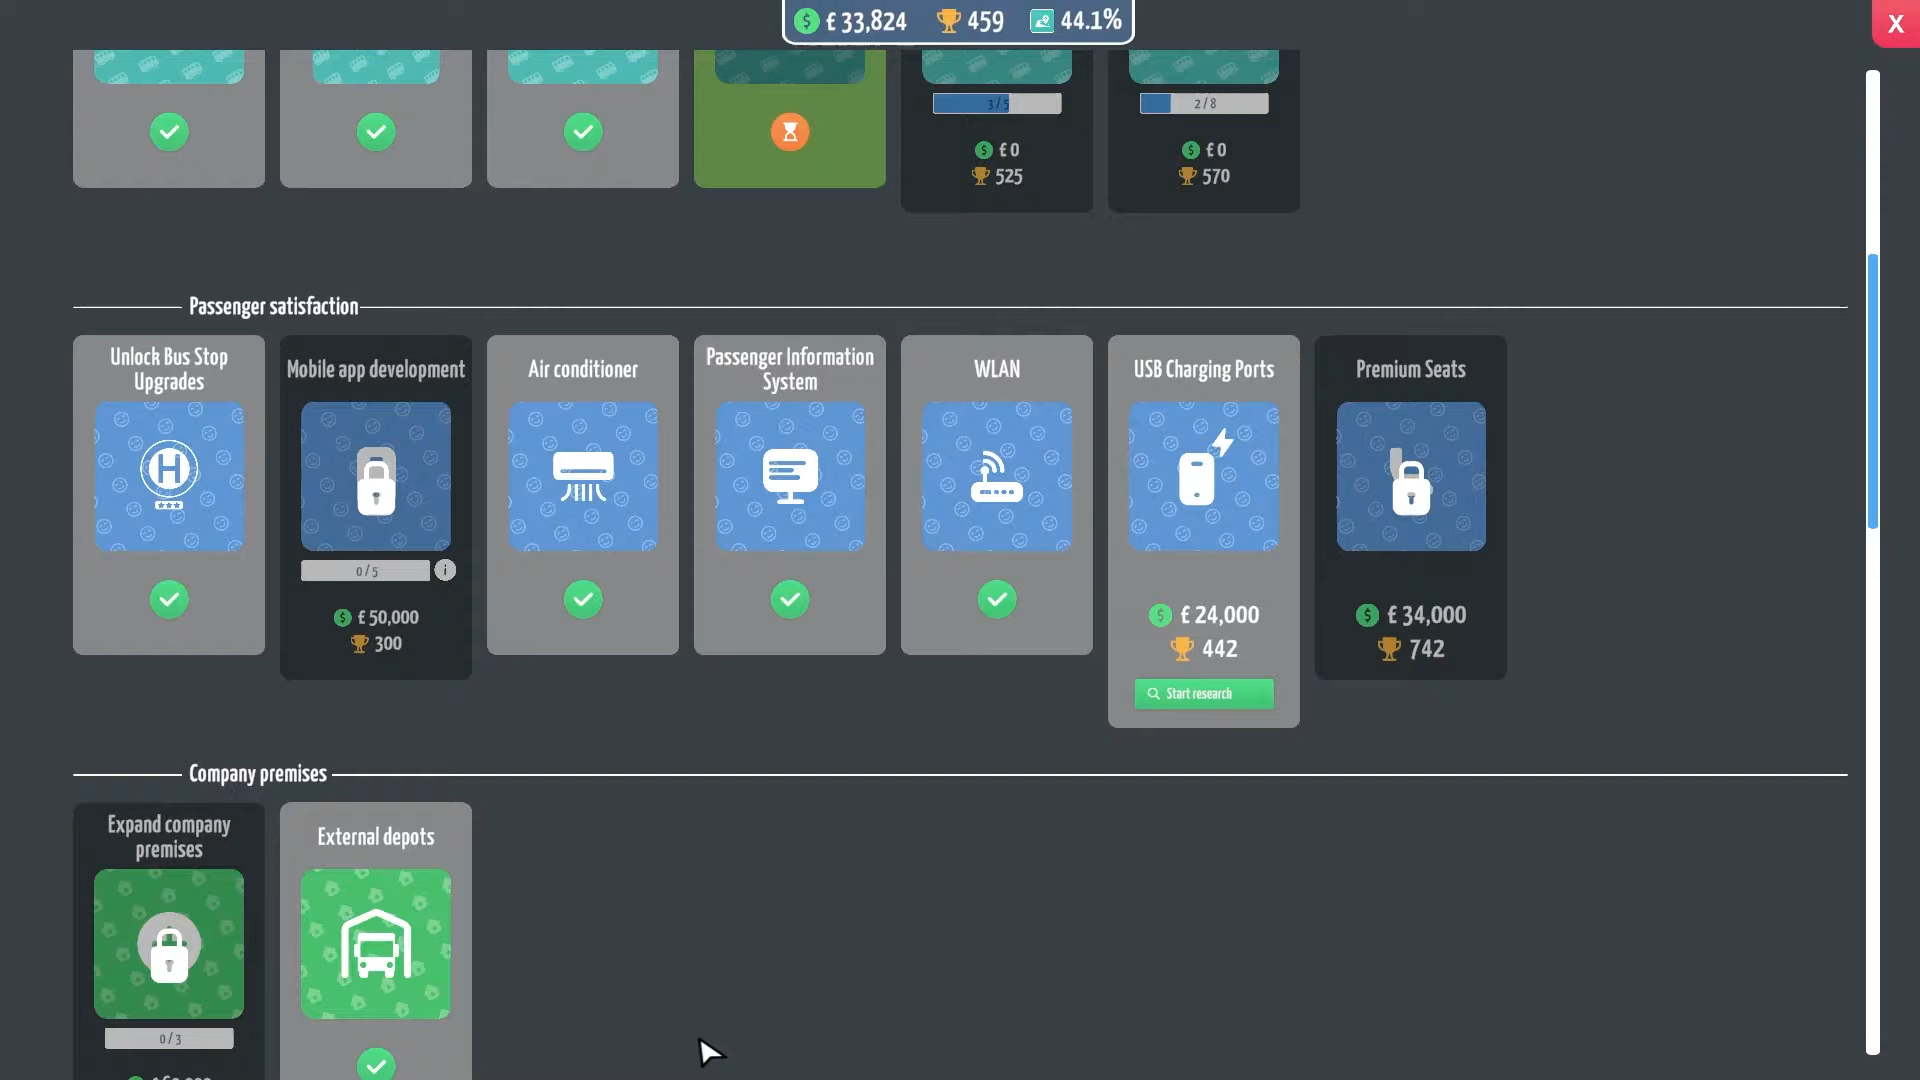 £ 33,824 459 44.1%
X
3 / 5
2 / 8
£ 0
525
£ 0
570
Passenger satisfaction
Unlock Bus Stop
Upgrades
Mobile app development
0 / 5
£ 50,000
300
Air conditioner
Passenger Information
System
WLAN
USB Charging Ports
£ 24,000
442
Start research
Premium Seats
£ 34,000
742
Company premises
Expand company
premises
0 / 3
External depots